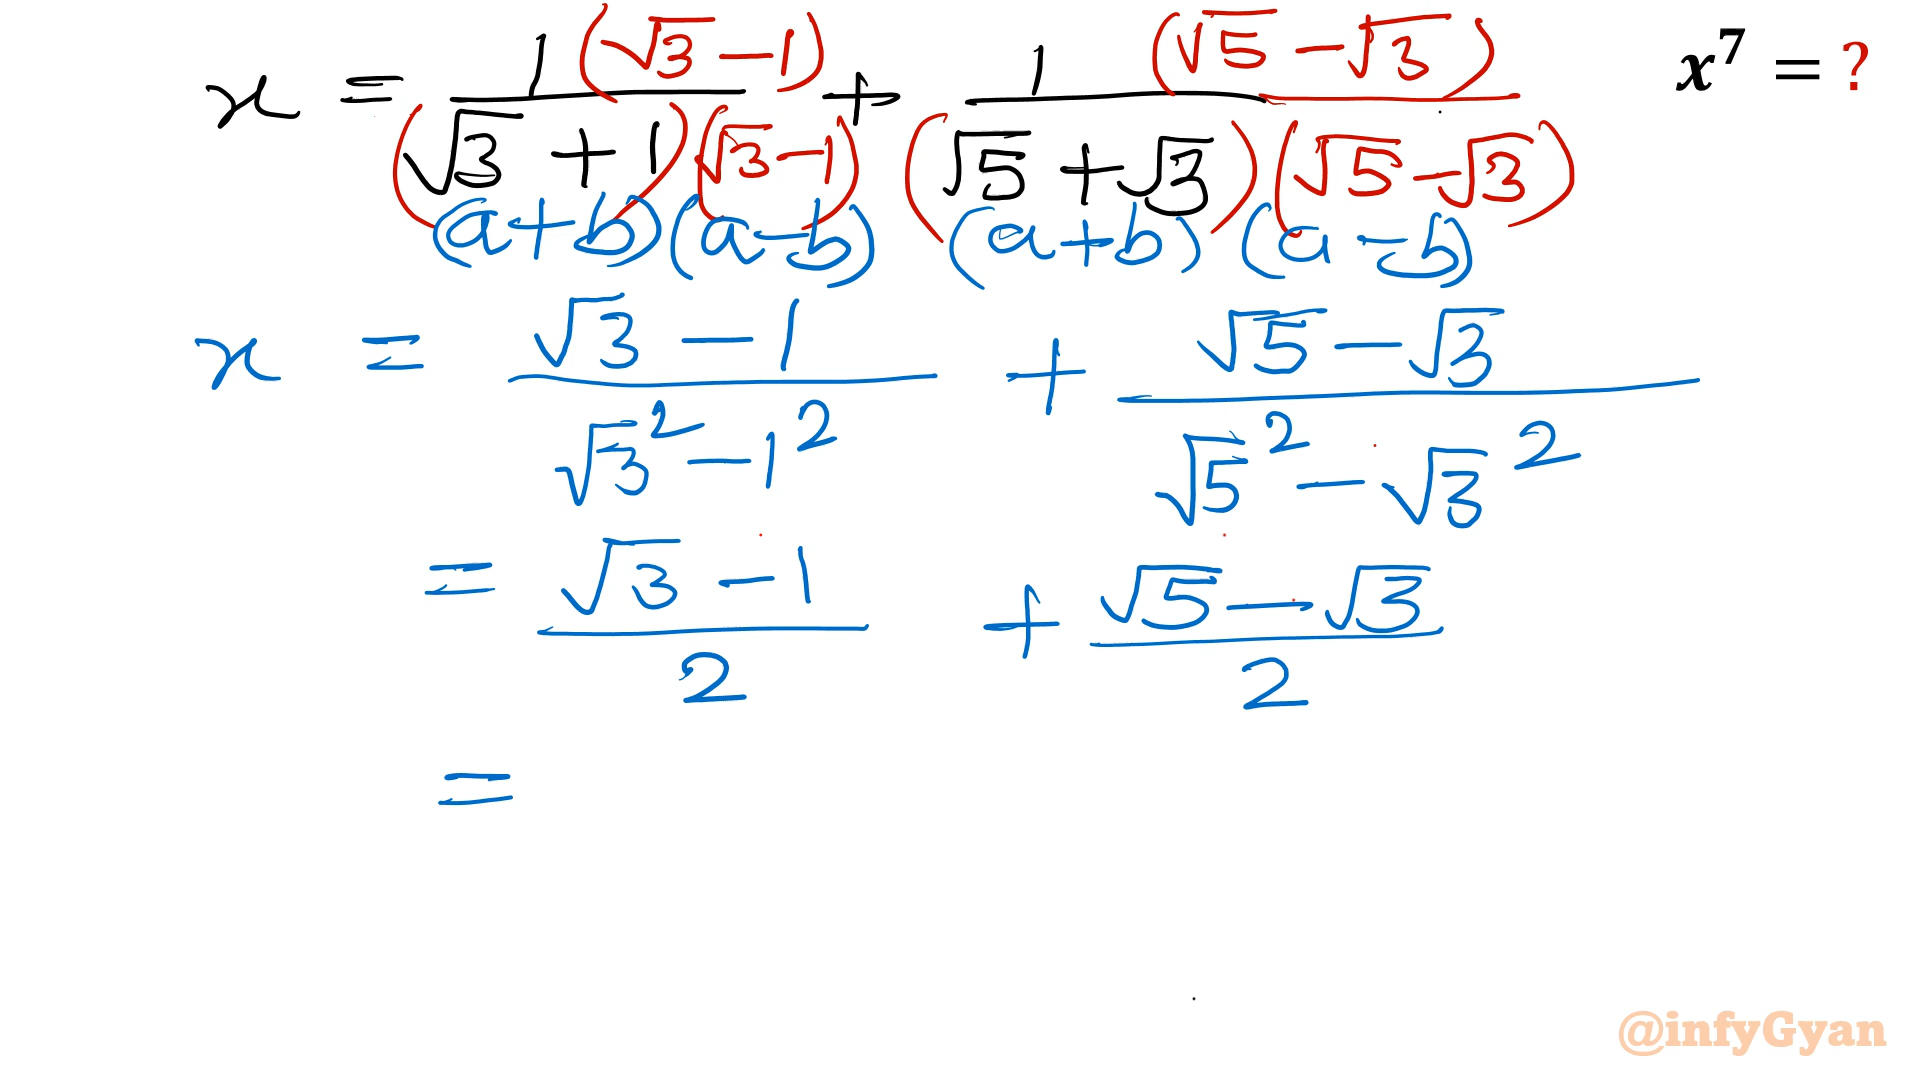 x = 1(√3 − 1) / (√3 + 1)(√3 − 1) + 1(√5 − √3) / (√5 + √3)(√5 − √3)
x⁷ = ?
(a + b)(a − b) (a + b)(a − b)
x = (√3 − 1) / (√3² − 1²) + (√5 − √3) / (√5² − √3²)
= (√3 − 1) / 2 + (√5 − √3) / 2
=
@infyGyan